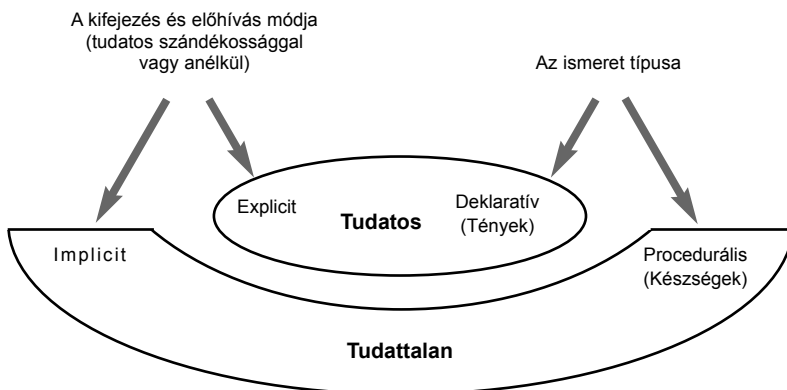 A kifejezés és előhívás módja
(tudatos szándékossággal
vagy anélkül)
Az ismeret típusa
Explicit
Tudatos
Deklaratív
(Tények)
Implicit
Procedurális
(Készségek)
Tudattalan